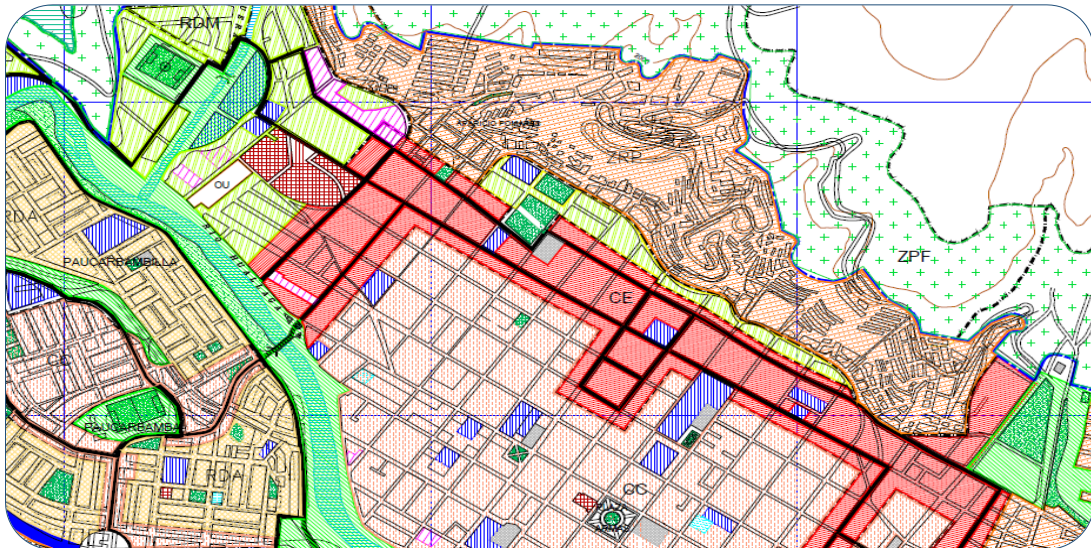 RDM
ZRP
OU
RDA
ZPF
PAUCARBAMBILLA
CE
CC
PAUCARBAMBA
RDA
CC